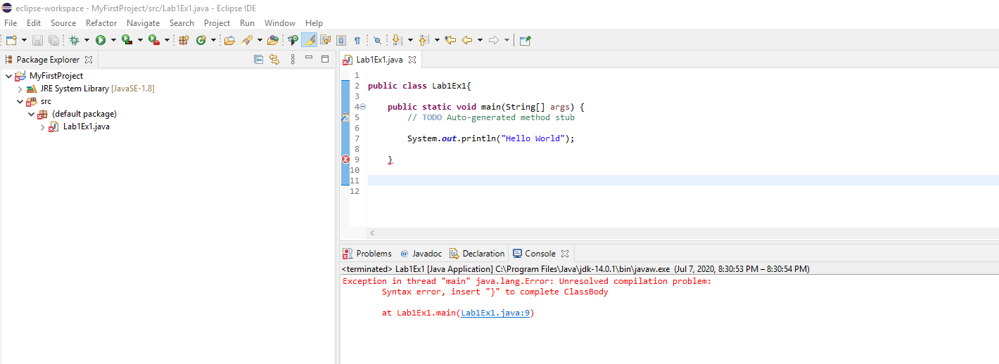 eclipse-workspace - MyFirstProject/src/Lab1Ex1.java - Eclipse IDE
File Edit Source Refactor Navigate Search Project Run Window Help
Package Explorer
MyFirstProject
JRE System Library [JavaSE-1.8]
src
(default package)
Lab1Ex1.java
Lab1Ex1.java
1
2 public class Lab1Ex1{
3
4 public static void main(String[] args) {
5 // TODO Auto-generated method stub
6
7 System.out.println("Hello World");
8
9 }
10
11
12
Problems @ Javadoc Declaration Console
<terminated> Lab1Ex1 [Java Application] C:\Program Files\Java\jdk-14.0.1\bin\javaw.exe (Jul 7, 2020, 8:30:53 PM – 8:30:54 PM)
Exception in thread "main" java.lang.Error: Unresolved compilation problem:
Syntax error, insert "}" to complete ClassBody
at Lab1Ex1.main(Lab1Ex1.java:9)